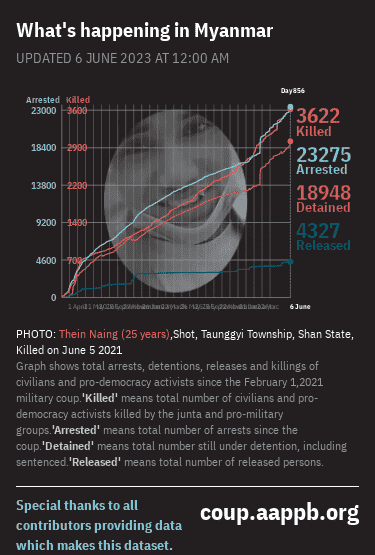 What's happening in Myanmar
UPDATED 6 JUNE 2023 AT 12:00 AM
Day856
Arrested Killed
23000 3600
3622
Killed
18400 2900
23275
Arrested
13800 2200
18948
Detained
9200 1400
4327
Released
4600 700
0
6 June
PHOTO: Thein Naing (25 years),Shot, Taunggyi Township, Shan State,
Killed on June 5 2021
Graph shows total arrests, detentions, releases and killings of
civilians and pro-democracy activists since the February 1,2021
military coup.'Killed' means total number of civilians and pro-
democracy activists killed by the junta and pro-military
groups.'Arrested' means total number of arrests since the
coup.'Detained' means total number still under detention, including
sentenced.'Released' means total number of released persons.
Special thanks to all
contributors providing data
which makes this dataset.
coup.aappb.org